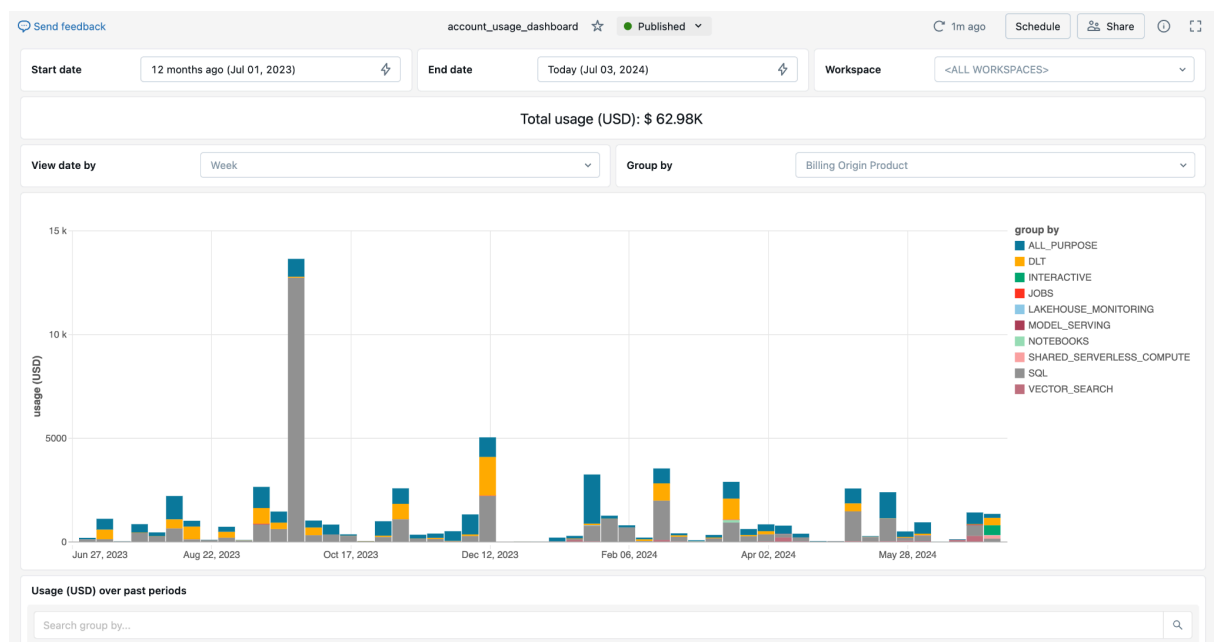 Send feedback
account_usage_dashboard
Published
1m ago
Schedule
Share
Start date
12 months ago (Jul 01, 2023)
End date
Today (Jul 03, 2024)
Workspace
<ALL WORKSPACES>
Total usage (USD): $ 62.98K
View date by
Week
Group by
Billing Origin Product
15 k
10 k
5000
0
usage (USD)
Jun 27, 2023
Aug 22, 2023
Oct 17, 2023
Dec 12, 2023
Feb 06, 2024
Apr 02, 2024
May 28, 2024
group by
ALL_PURPOSE
DLT
INTERACTIVE
JOBS
LAKEHOUSE_MONITORING
MODEL_SERVING
NOTEBOOKS
SHARED_SERVERLESS_COMPUTE
SQL
VECTOR_SEARCH
Usage (USD) over past periods
Search group by...